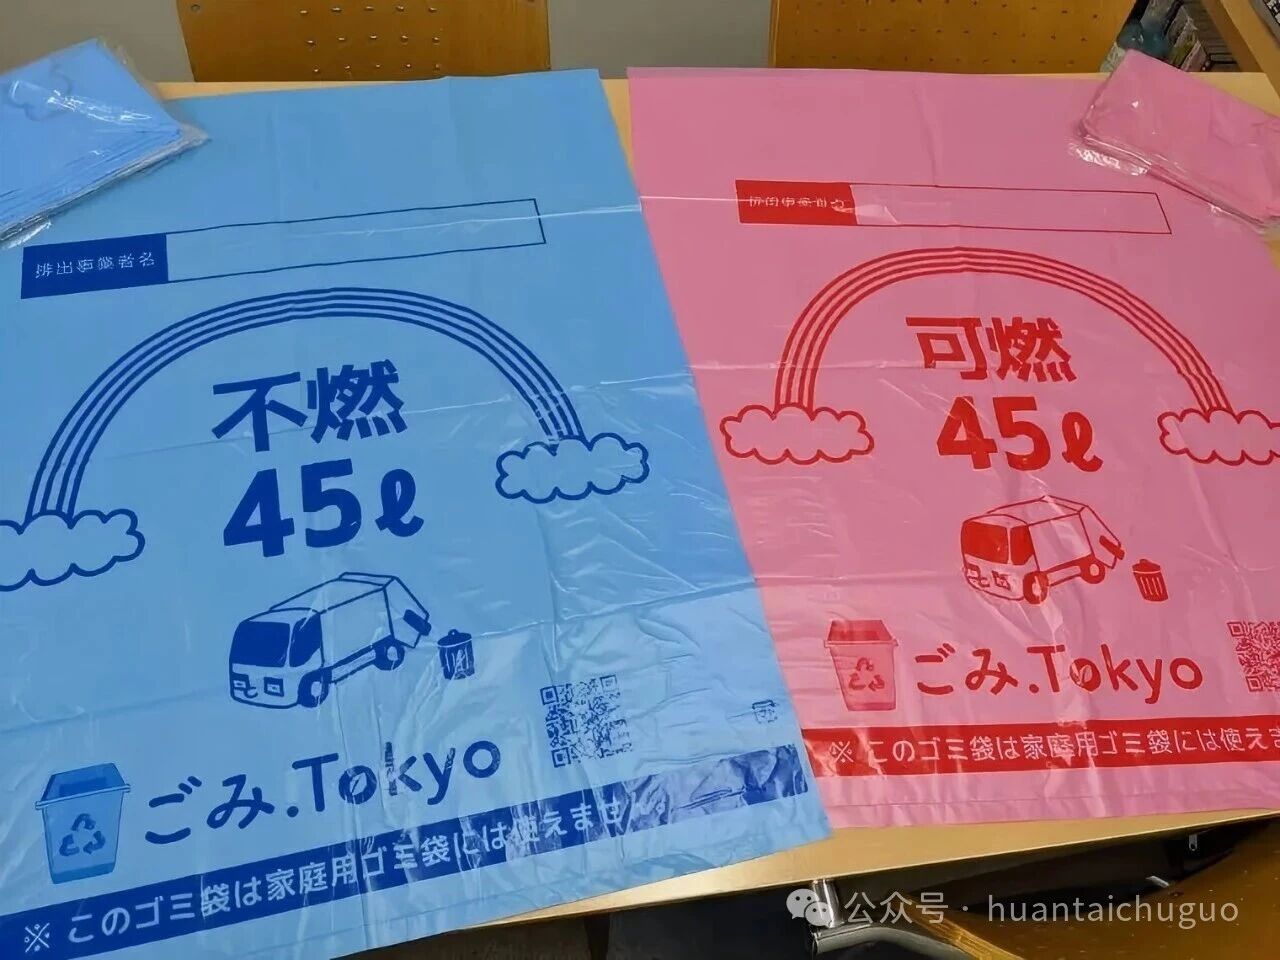 排出事業者名
不燃
45ℓ
ごみ.Tokyo
※ このゴミ袋は家庭用ゴミ袋には使えません。
排出事業者名
可燃
45ℓ
ごみ.Tokyo
※ このゴミ袋は家庭用ゴミ袋には使えま
公众号 · huantaichuguo